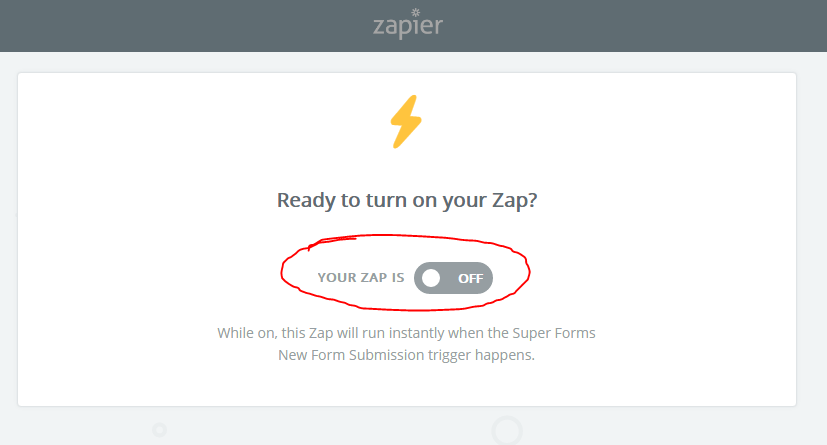 zapier
Ready to turn on your Zap?
YOUR ZAP IS OFF
While on, this Zap will run instantly when the Super Forms
New Form Submission trigger happens.